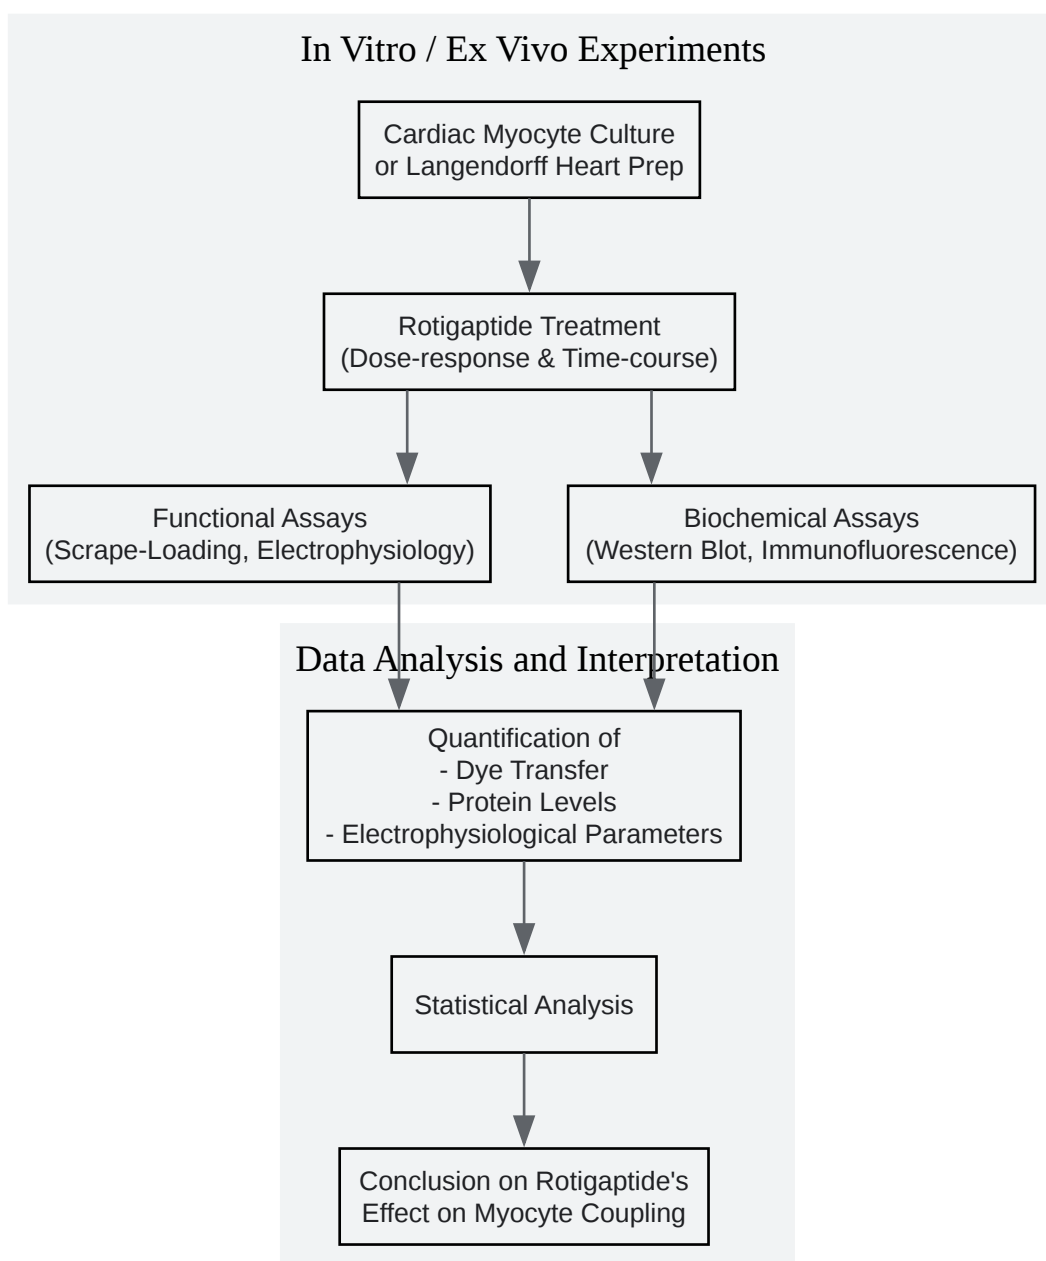 In Vitro / Ex Vivo Experiments
Cardiac Myocyte Culture
or Langendorff Heart Prep
Rotigaptide Treatment
(Dose-response & Time-course)
Functional Assays
(Scrape-Loading, Electrophysiology)
Biochemical Assays
(Western Blot, Immunofluorescence)
Data Analysis and Interpretation
Quantification of
- Dye Transfer
- Protein Levels
- Electrophysiological Parameters
Statistical Analysis
Conclusion on Rotigaptide's
Effect on Myocyte Coupling